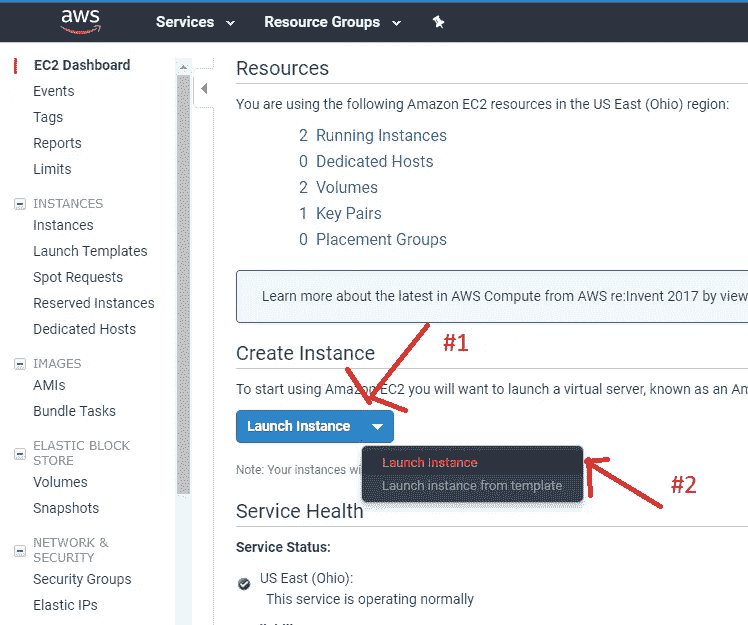 aws
Services
Resource Groups
EC2 Dashboard
Events
Tags
Reports
Limits
INSTANCES
Instances
Launch Templates
Spot Requests
Reserved Instances
Dedicated Hosts
IMAGES
AMIs
Bundle Tasks
ELASTIC BLOCK
STORE
Volumes
Snapshots
NETWORK &
SECURITY
Security Groups
Elastic IPs
Resources
You are using the following Amazon EC2 resources in the US East (Ohio) region:
2 Running Instances
0 Dedicated Hosts
2 Volumes
1 Key Pairs
0 Placement Groups
Learn more about the latest in AWS Compute from AWS re:Invent 2017 by view
#1
Create Instance
To start using Amazon EC2 you will want to launch a virtual server, known as an Am
Launch Instance
Launch Instance
Launch instance from template
#2
Note: Your instances wi
Service Health
Service Status:
US East (Ohio):
This service is operating normally